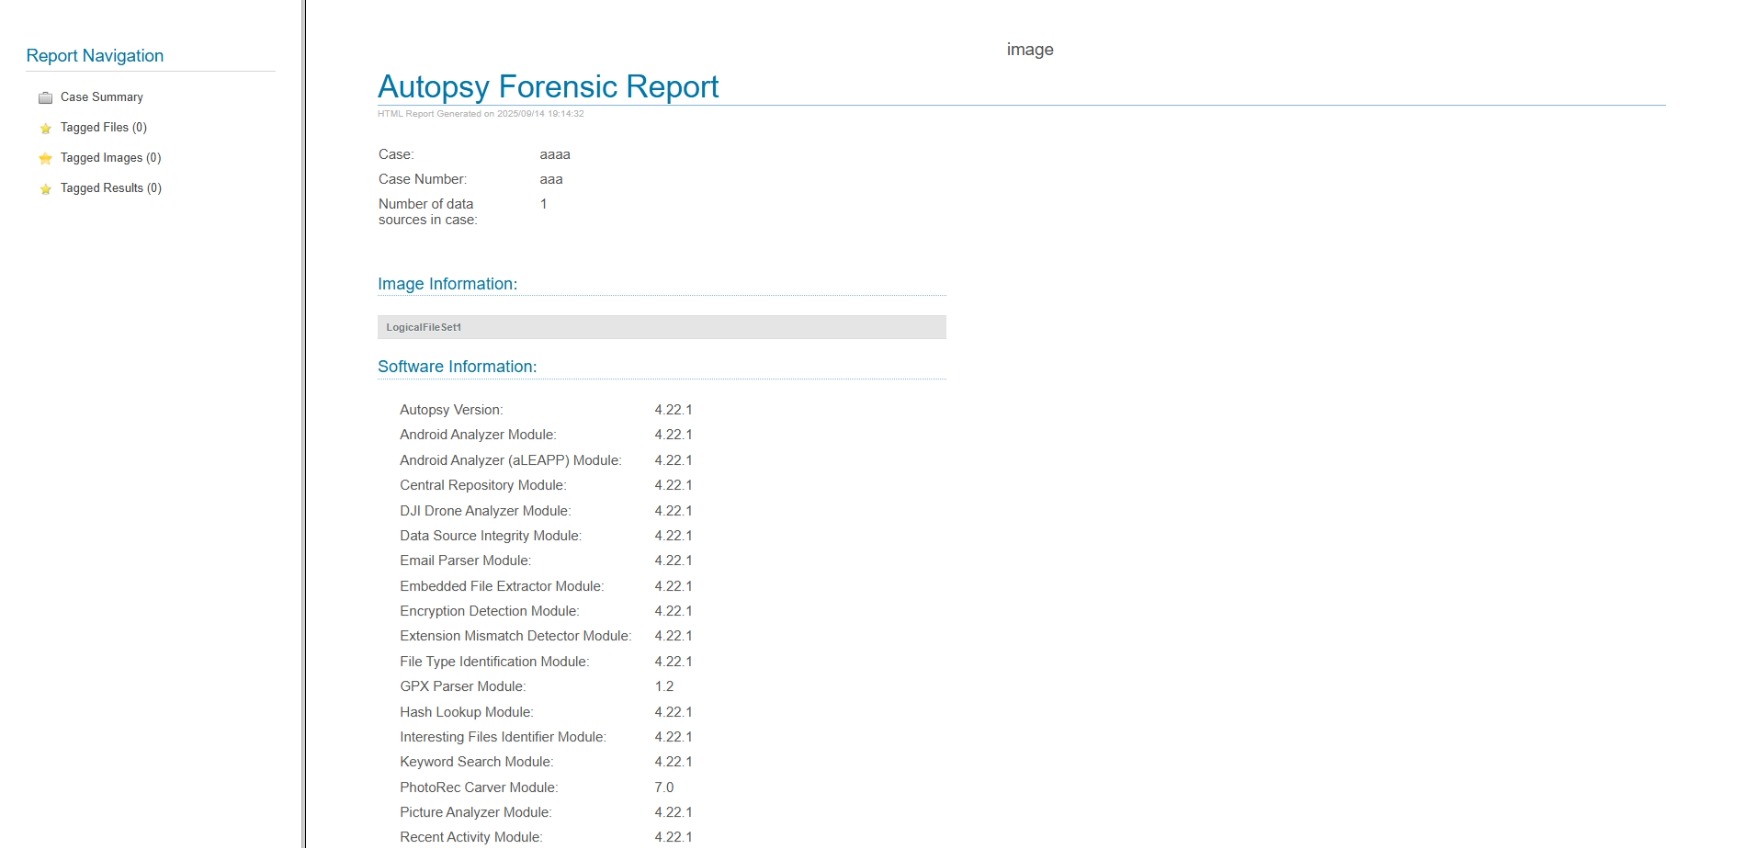 Report Navigation
Case Summary
Tagged Files (0)
Tagged Images (0)
Tagged Results (0)
image
Autopsy Forensic Report
HTML Report Generated on 2025/09/14 19:14:32
Case: aaaa
Case Number: aaa
Number of data sources in case: 1
Image Information:
LogicalFileSet1
Software Information:
Autopsy Version: 4.22.1
Android Analyzer Module: 4.22.1
Android Analyzer (aLEAPP) Module: 4.22.1
Central Repository Module: 4.22.1
DJI Drone Analyzer Module: 4.22.1
Data Source Integrity Module: 4.22.1
Email Parser Module: 4.22.1
Embedded File Extractor Module: 4.22.1
Encryption Detection Module: 4.22.1
Extension Mismatch Detector Module: 4.22.1
File Type Identification Module: 4.22.1
GPX Parser Module: 1.2
Hash Lookup Module: 4.22.1
Interesting Files Identifier Module: 4.22.1
Keyword Search Module: 4.22.1
PhotoRec Carver Module: 7.0
Picture Analyzer Module: 4.22.1
Recent Activity Module: 4.22.1